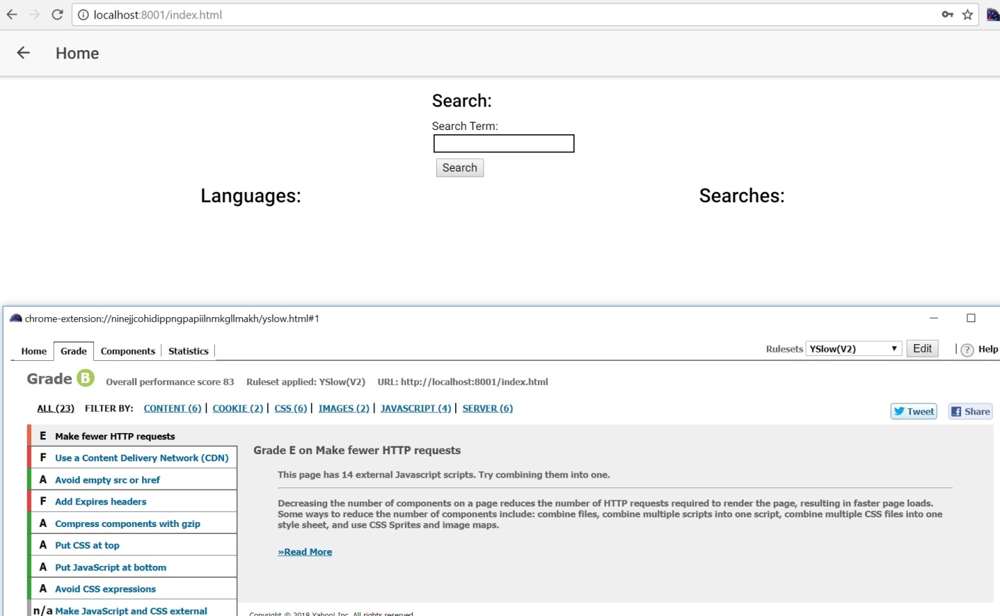 localhost:8001/index.html
Home
Search:
Search Term:
Search
Languages: Searches:
chrome-extension://ninejjcohidippngpapiilnmkgllmakh/yslow.html#1
Home Grade Components Statistics Rulesets YSlow(V2) Edit ? Help
Grade B Overall performance score 83 Ruleset applied: YSlow(V2) URL: http://localhost:8001/index.html
ALL (23) FILTER BY: CONTENT (6) | COOKIE (2) | CSS (6) | IMAGES (2) | JAVASCRIPT (4) | SERVER (6)
Tweet f Share
E Make fewer HTTP requests
F Use a Content Delivery Network (CDN)
A Avoid empty src or href
F Add Expires headers
A Compress components with gzip
A Put CSS at top
A Put JavaScript at bottom
A Avoid CSS expressions
n/a Make JavaScript and CSS external
Grade E on Make fewer HTTP requests
This page has 14 external Javascript scripts. Try combining them into one.
Decreasing the number of components on a page reduces the number of HTTP requests required to render the page, resulting in faster page loads.
Some ways to reduce the number of components include: combine files, combine multiple scripts into one script, combine multiple CSS files into one
style sheet, and use CSS Sprites and image maps.
»Read More
Copyright © 2018 Yahoo! Inc. All rights reserved.